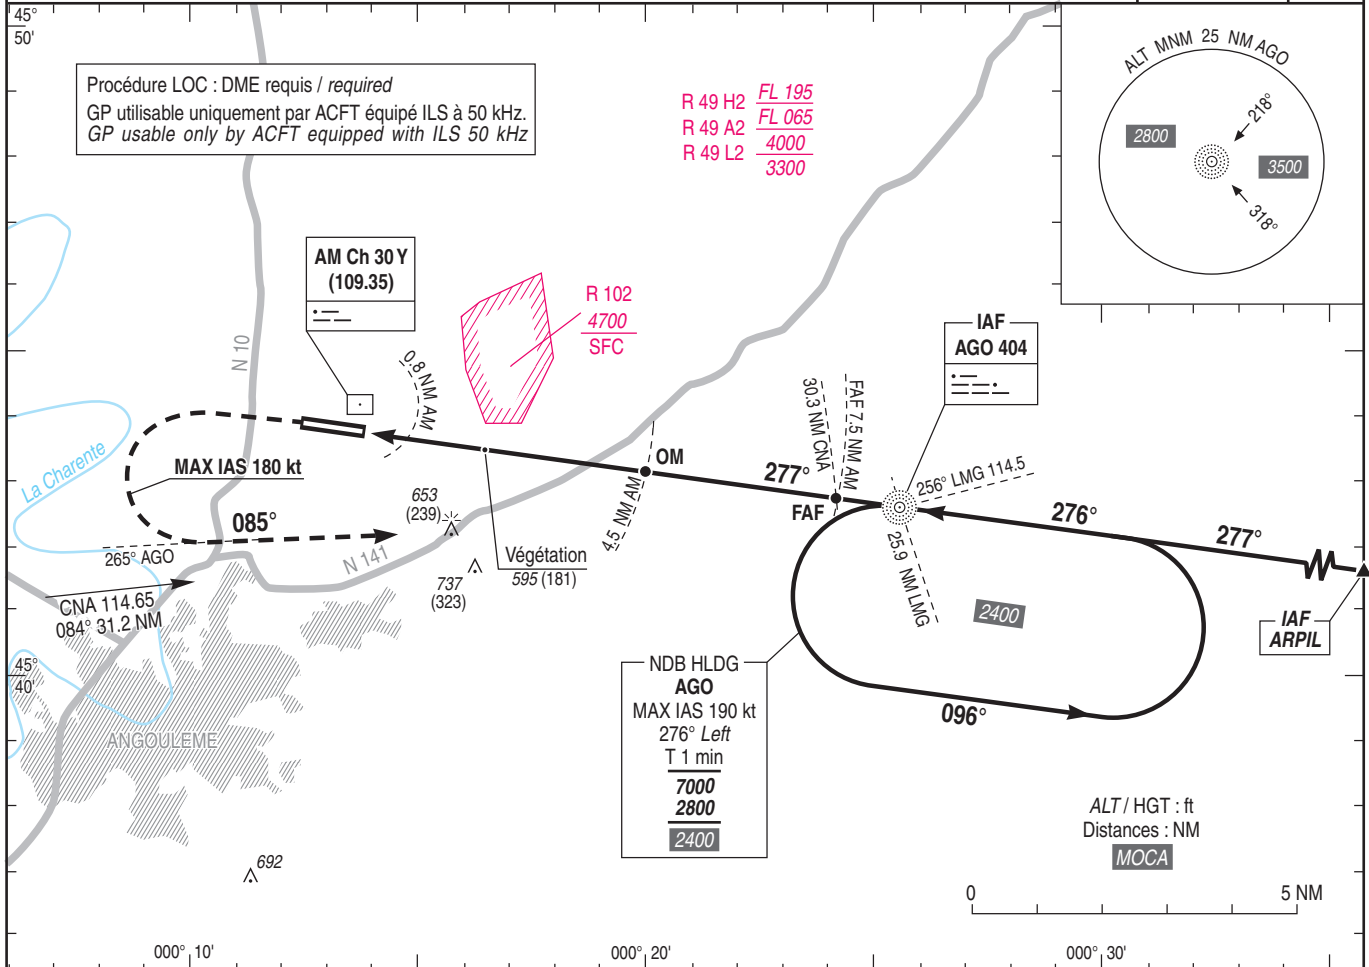 45°
50'
Procédure LOC : DME requis / required
GP utilisable uniquement par ACFT équipé ILS à 50 kHz.
GP usable only by ACFT equipped with ILS 50 kHz
R 49 H2 FL 195
R 49 A2 FL 065
R 49 L2 4000
3300
ALT MNM 25 NM AGO
218°
2800
3500
318°
AM Ch 30 Y
(109.35)
R 102
4700
SFC
IAF
AGO 404
N 10
0.8 NM AM
30.3 NM CNA
FAF 7.5 NM AM
La Charente
MAX IAS 180 kt
OM
277°
FAF
256° LMG 114.5
276°
277°
25.9 NM LMG
4.5 NM AM
653
(239)
085°
265° AGO
N 141
Végétation
595 (181)
737
(323)
CNA 114.65
084° 31.2 NM
2400
IAF
ARPIL
45°
40'
NDB HLDG
AGO
MAX IAS 190 kt
276° Left
T 1 min
7000
2800
2400
096°
ANGOULEME
ALT / HGT : ft
Distances : NM
MOCA
692
0 5 NM
000° 10'
000° 20'
000° 30'